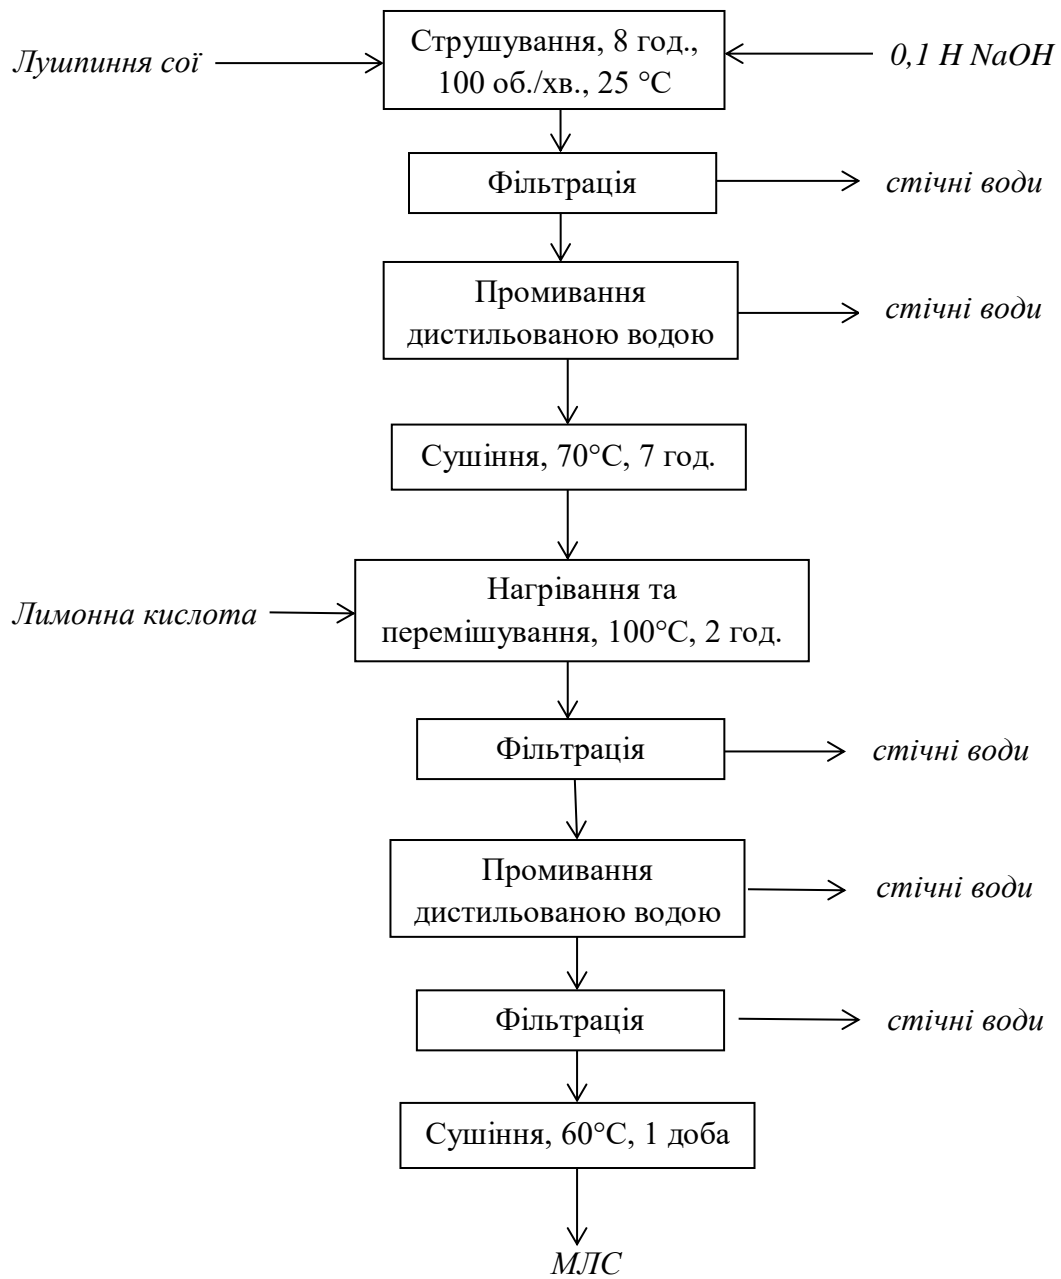 Лушпиння сої
Струшування, 8 год.,
100 об./хв., 25 °С
0,1 Н NaOH
Фільтрація
стічні води
Промивання
дистильованою водою
стічні води
Сушіння, 70°С, 7 год.
Лимонна кислота
Нагрівання та
перемішування, 100°С, 2 год.
Фільтрація
стічні води
Промивання
дистильованою водою
стічні води
Фільтрація
стічні води
Сушіння, 60°С, 1 доба
МЛС